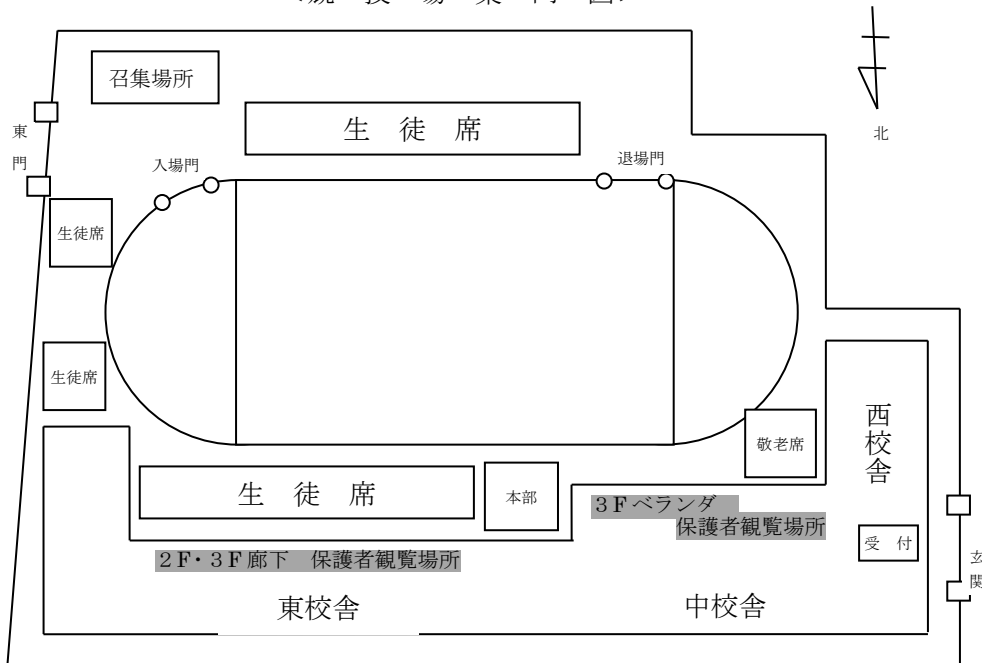 召集場所
生 徒 席
北
東
門
入場門
退場門
生徒席
生徒席
敬老席
西校舎
生 徒 席
本部
3Fベランダ
保護者観覧場所
2F・3F廊下 保護者観覧場所
受 付
玄
関
東校舎
中校舎